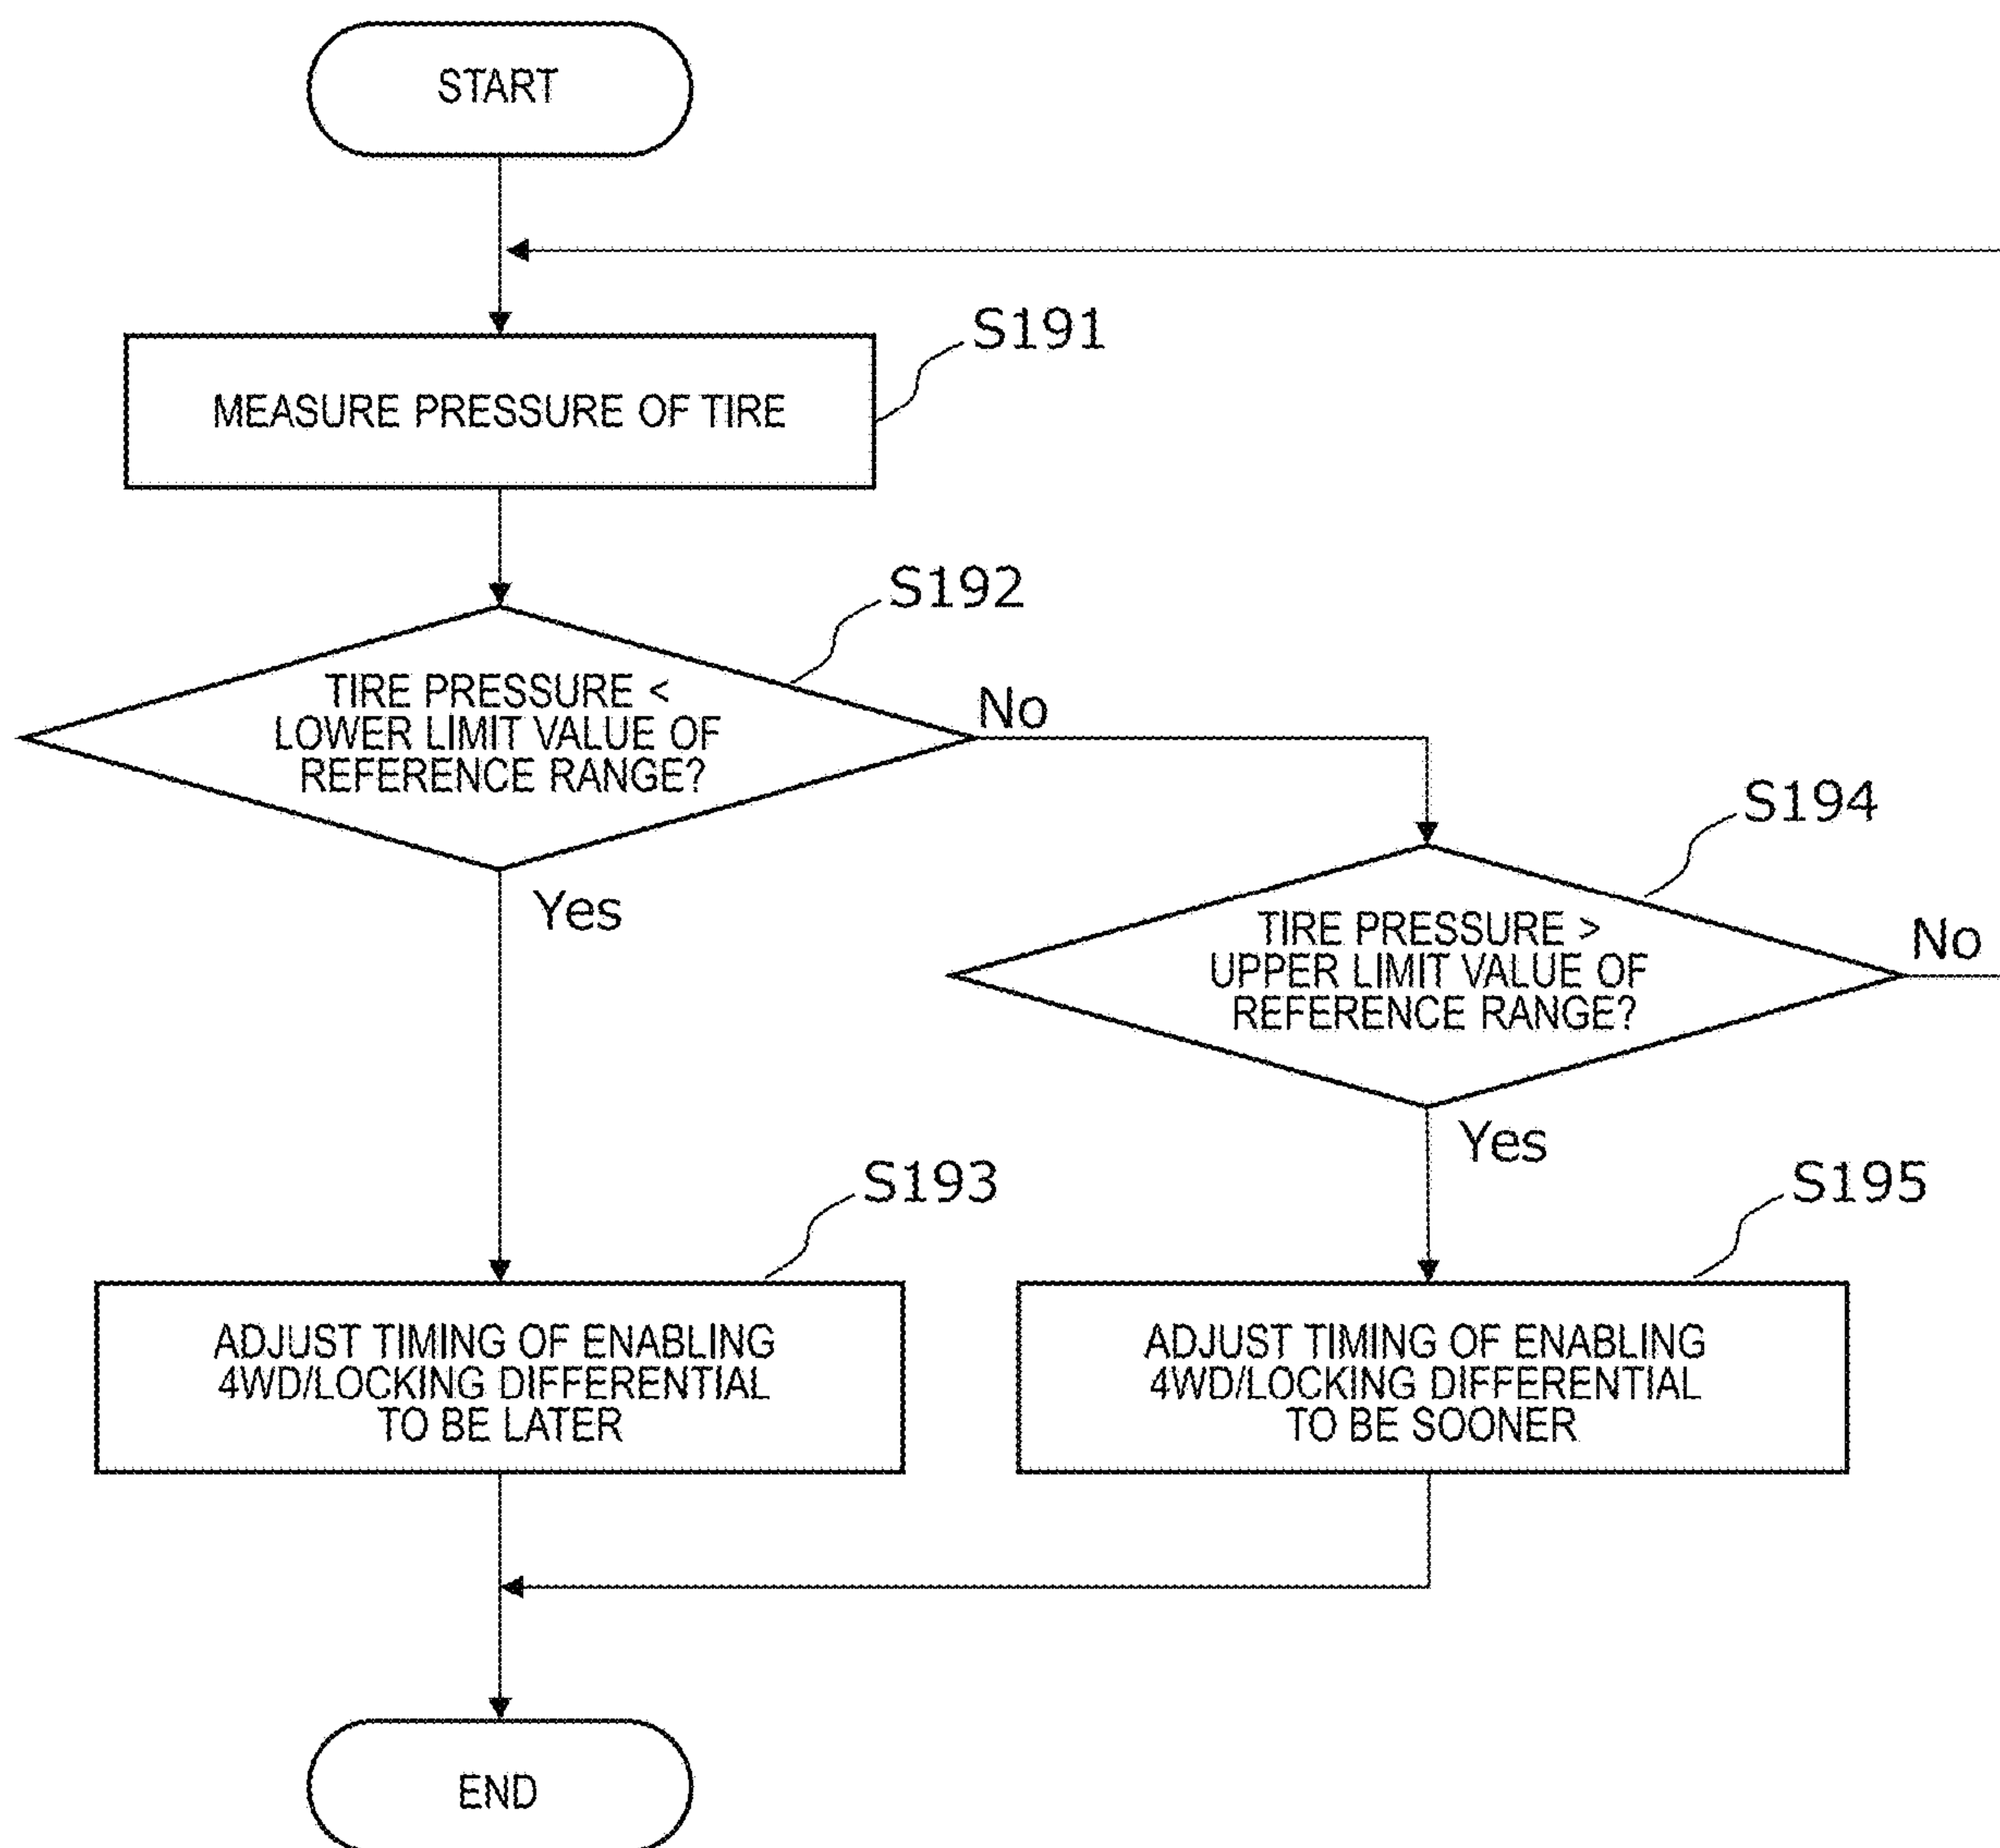 START
S191
MEASURE PRESSURE OF TIRE
S192
TIRE PRESSURE <
LOWER LIMIT VALUE OF
REFERENCE RANGE?
No
Yes
S194
TIRE PRESSURE >
UPPER LIMIT VALUE OF
REFERENCE RANGE?
No
Yes
S193
ADJUST TIMING OF ENABLING
4WD/LOCKING DIFFERENTIAL
TO BE LATER
S195
ADJUST TIMING OF ENABLING
4WD/LOCKING DIFFERENTIAL
TO BE SOONER
END